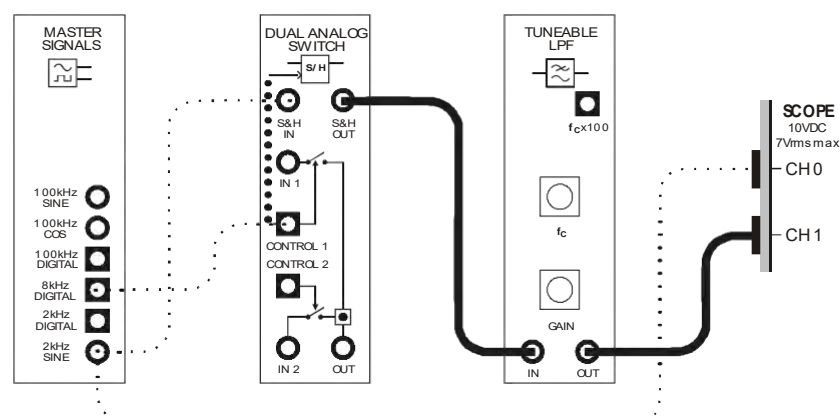 MASTER
SIGNALS
100kHz
SINE
100kHz
COS
100kHz
DIGITAL
8kHz
DIGITAL
2kHz
DIGITAL
2kHz
SINE
DUAL ANALOG
SWITCH
S/H
S&H
IN
S&H
OUT
IN 1
CONTROL 1
CONTROL 2
IN 2
OUT
TUNEABLE
LPF
fCx100
fC
GAIN
IN
OUT
SCOPE
10VDC
7Vrms max
CH0
CH1